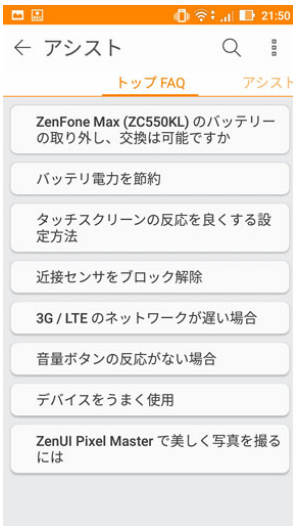 21:50
アシスト
トップ FAQ アシスト
ZenFone Max (ZC550KL) のバッテリー
の取り外し、交換は可能ですか
バッテリ電力を節約
タッチスクリーンの反応を良くする設
定方法
近接センサをブロック解除
3G / LTE のネットワークが遅い場合
音量ボタンの反応がない場合
デバイスをうまく使用
ZenUI Pixel Master で美しく写真を撮る
には